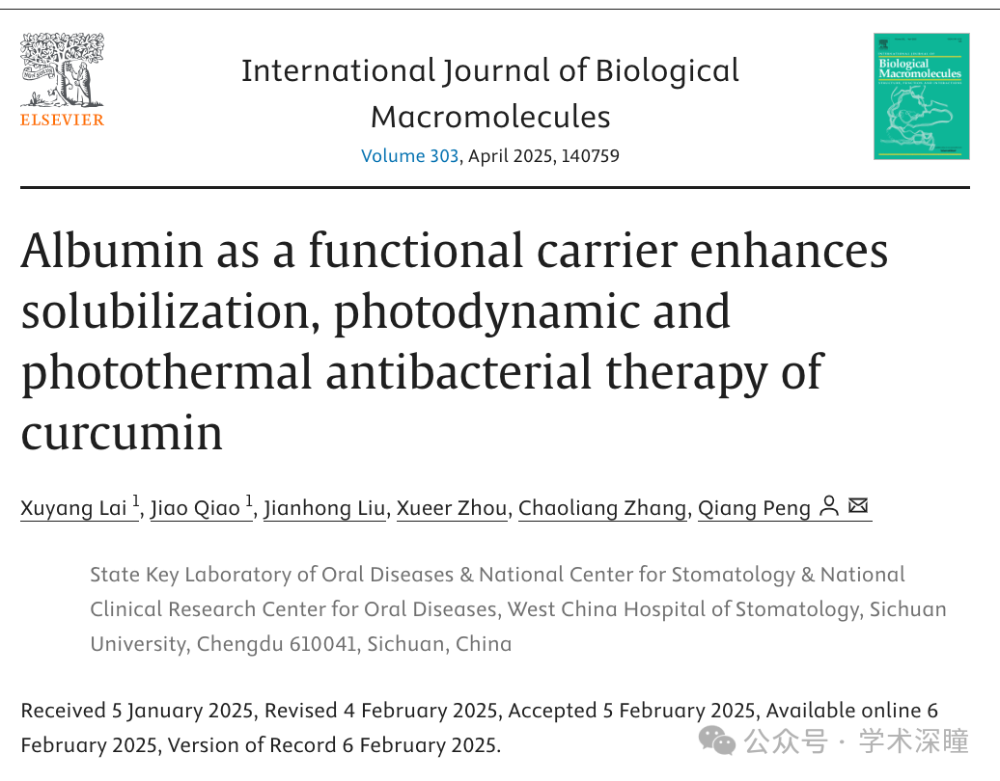 International Journal of Biological
Macromolecules
Volume 303, April 2025, 140759
ELSEVIER
Biological
Macromolecules
Albumin as a functional carrier enhances
solubilization, photodynamic and
photothermal antibacterial therapy of
curcumin
Xuyang Lai 1, Jiao Qiao 1, Jianhong Liu, Xueer Zhou, Chaoliang Zhang, Qiang Peng
State Key Laboratory of Oral Diseases & National Center for Stomatology & National
Clinical Research Center for Oral Diseases, West China Hospital of Stomatology, Sichuan
University, Chengdu 610041, Sichuan, China
Received 5 January 2025, Revised 4 February 2025, Accepted 5 February 2025, Available online 6
February 2025, Version of Record 6 February 2025.
公众号 · 学术深瞳